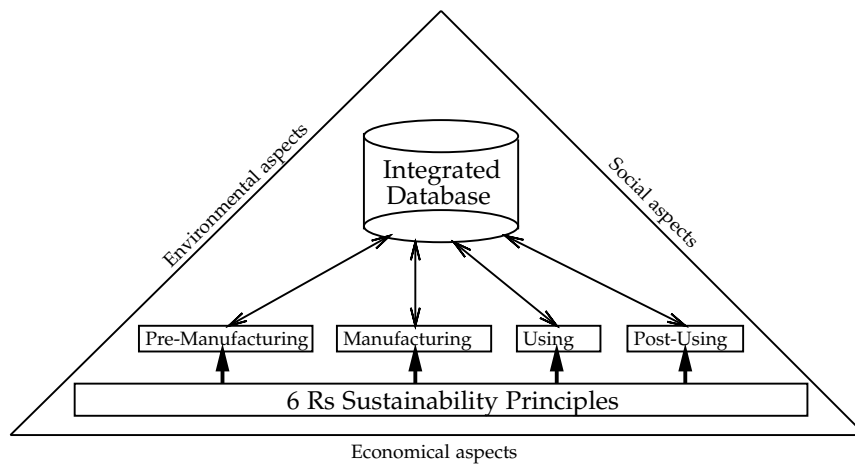 Environmental aspects
Social aspects
Integrated
Database
Pre-Manufacturing
Manufacturing
Using
Post-Using
6 Rs Sustainability Principles
Economical aspects